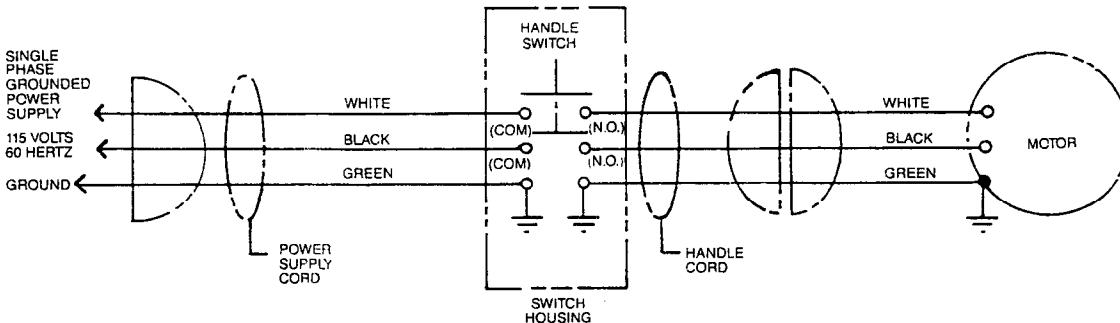 HANDLE
SWITCH
SINGLE
PHASE
GROUNDED
POWER
SUPPLY
115 VOLTS
60 HERTZ
GROUND
WHITE
BLACK
GREEN
(COM)
(N.O.)
(COM)
(N.O.)
WHITE
BLACK
GREEN
MOTOR
POWER
SUPPLY
CORD
HANDLE
CORD
SWITCH
HOUSING